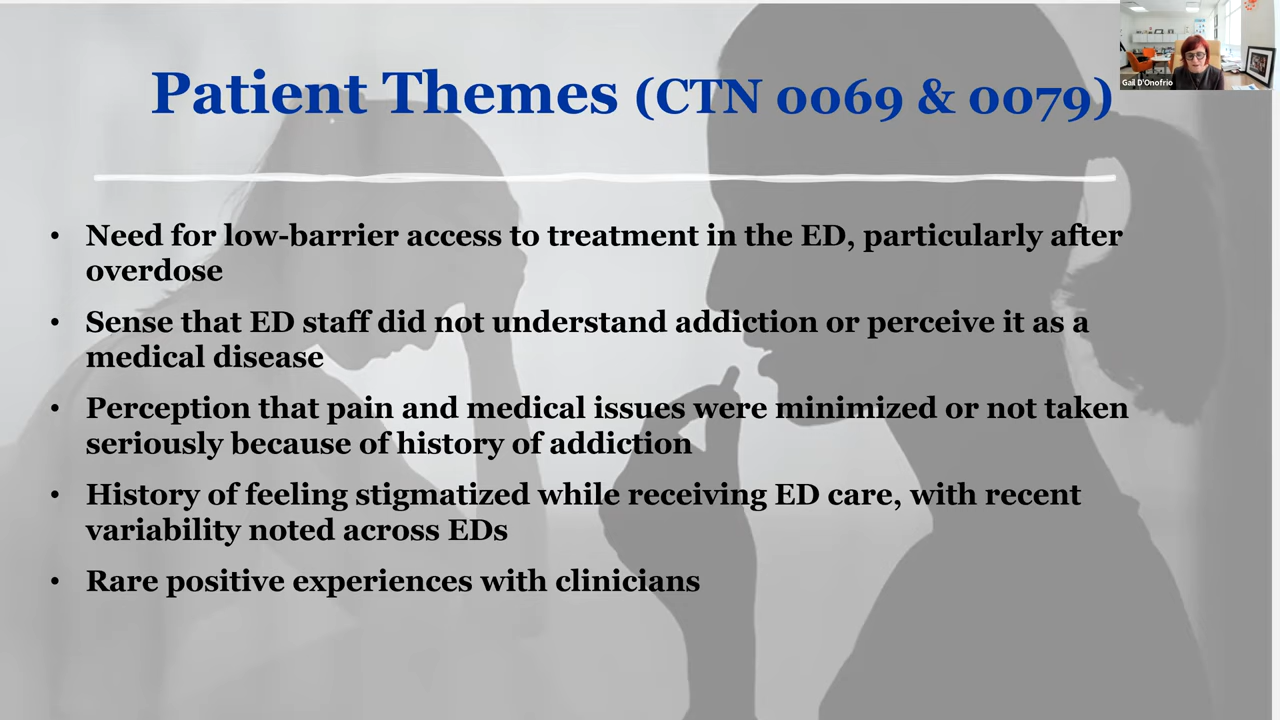 Patient Themes (CTN 0069 & 0079)
Gail D'Onofrio
• Need for low-barrier access to treatment in the ED, particularly after
overdose
• Sense that ED staff did not understand addiction or perceive it as a
medical disease
• Perception that pain and medical issues were minimized or not taken
seriously because of history of addiction
• History of feeling stigmatized while receiving ED care, with recent
variability noted across EDs
• Rare positive experiences with clinicians